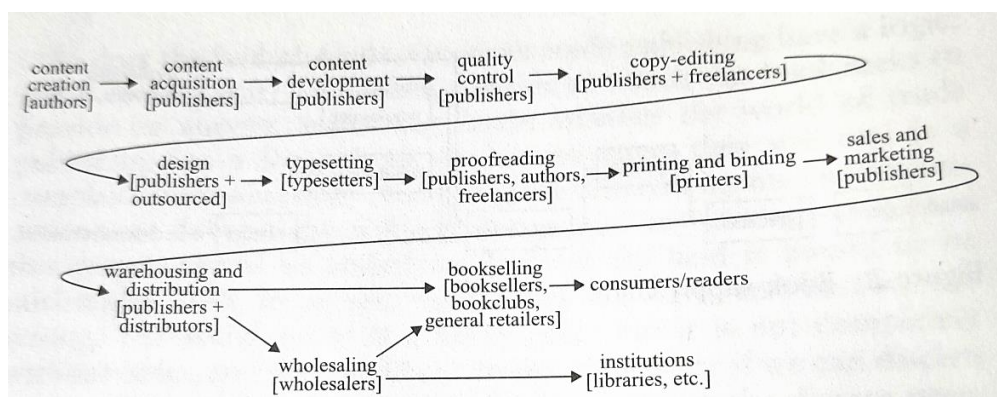 content
creation
[authors]
content
acquisition
[publishers]
content
development
[publishers]
quality
control
[publishers]
copy-editing
[publishers + freelancers]
design
[publishers +
outsourced]
typesetting
[typesetters]
proofreading
[publishers, authors,
freelancers]
printing and binding
[printers]
sales and
marketing
[publishers]
warehousing and
distribution
[publishers +
distributors]
bookselling
[booksellers,
bookclubs,
general retailers]
consumers/readers
wholesaling
[wholesalers]
institutions
[libraries, etc.]